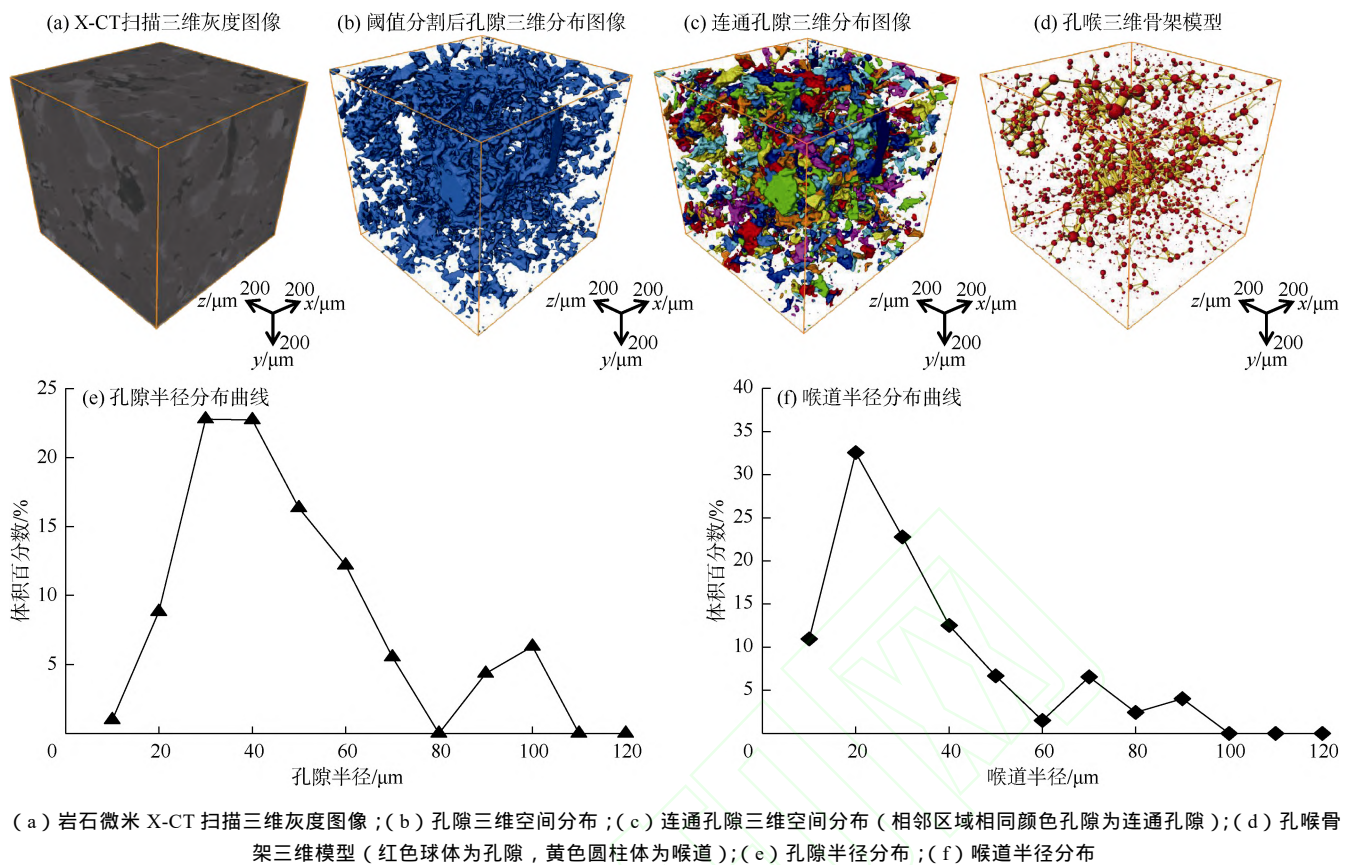 (a) X-CT扫描三维灰度图像
(b) 阈值分割后孔隙三维分布图像
(c) 连通孔隙三维分布图像
(d) 孔喉三维骨架模型
200
200
z/μm
x/μm
200
y/μm
200
200
z/μm
x/μm
200
y/μm
200
200
z/μm
x/μm
200
y/μm
200
200
z/μm
x/μm
200
y/μm
(e) 孔隙半径分布曲线
体积百分数/%
25
20
15
10
5
0
20
40
60
80
100
120
孔隙半径/μm
(f) 喉道半径分布曲线
体积百分数/%
40
35
30
25
20
15
10
5
0
20
40
60
80
100
120
喉道半径/μm
(a)岩石微米 X-CT 扫描三维灰度图像;(b)孔隙三维空间分布;(c)连通孔隙三维空间分布(相邻区域相同颜色孔隙为连通孔隙);(d)孔喉骨
架三维模型(红色球体为孔隙,黄色圆柱体为喉道);(e)孔隙半径分布;(f)喉道半径分布